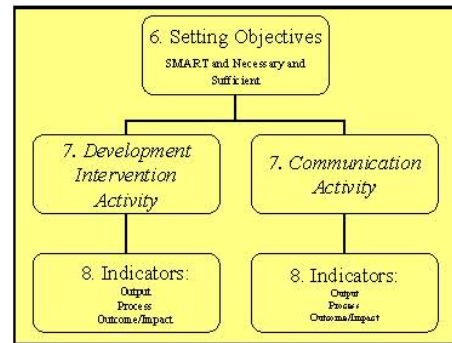 6. Setting Objectives
SMART and Necessary and
Sufficient
7. Development
Intervention
Activity
7. Communication
Activity
8. Indicators:
Output
Process
Outcome/Impact
8. Indicators:
Output
Process
Outcome/Impact